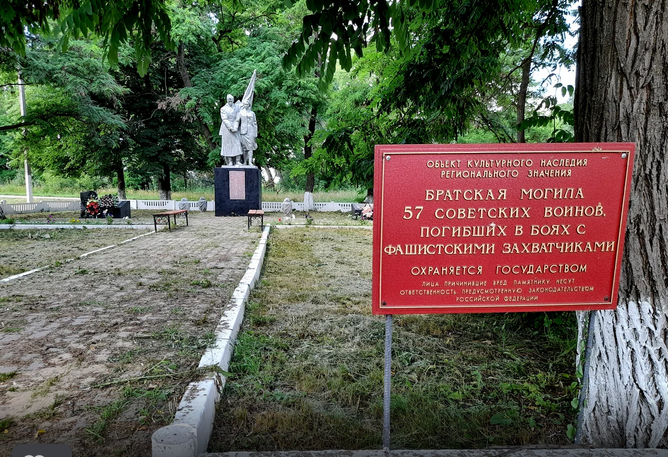 ОБЪЕКТ КУЛЬТУРНОГО НАСЛЕДИЯ
РЕГИОНАЛЬНОГО ЗНАЧЕНИЯ
БРАТСКАЯ МОГИЛА
57 СОВЕТСКИХ ВОИНОВ,
ПОГИБШИХ В БОЯХ С
ФАШИСТСКИМИ ЗАХВАТЧИКАМИ
ОХРАНЯЕТСЯ ГОСУДАРСТВОМ
ЛИЦА ПРИЧИНИВШИЕ ВРЕД ПАМЯТНИКУ НЕСУТ
ОТВЕТСТВЕННОСТЬ ПРЕДУСМОТРЕННУЮ ЗАКОНОДАТЕЛЬСТВОМ
РОССИЙСКОЙ ФЕДЕРАЦИИ